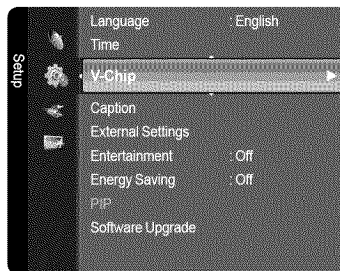 Setup
Language : English
Time
V-Chip
Caption
External Settings
Entertainment : Off
Energy Saving : Off
PIP
Software Upgrade